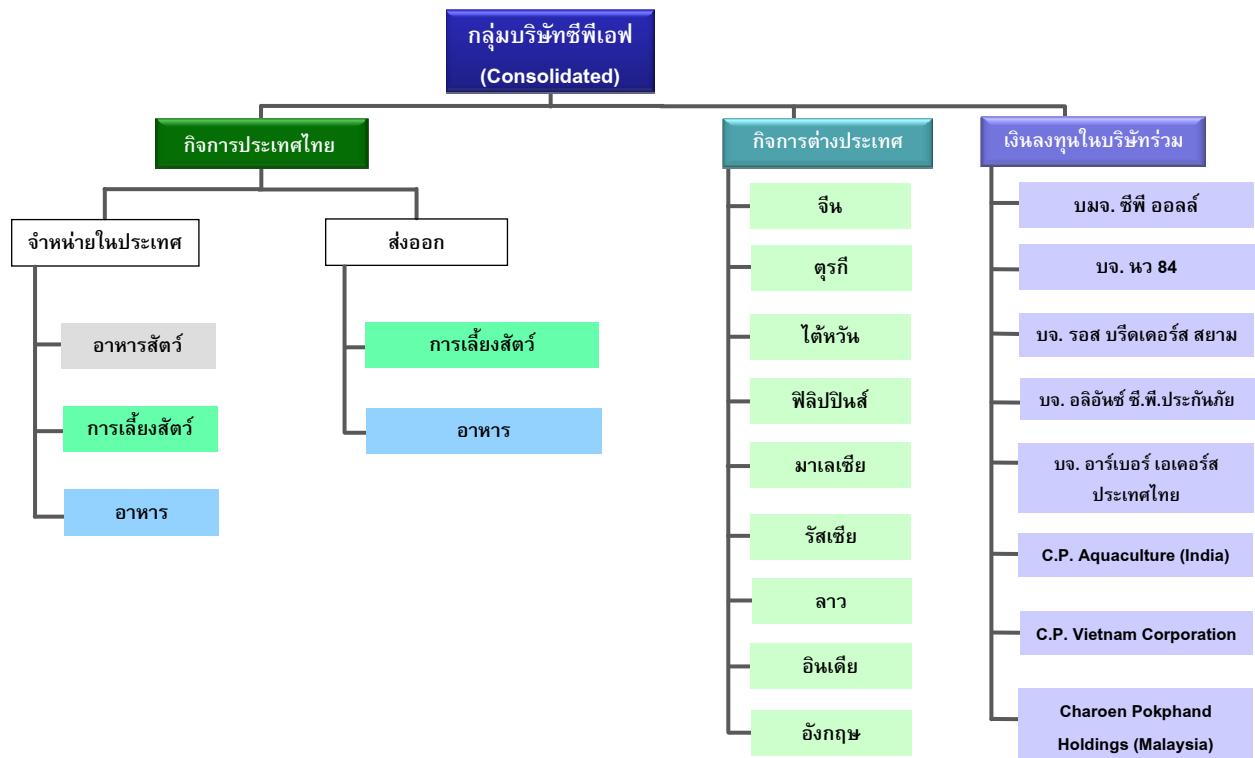 กลุ่มบริษัทซีพีเอฟ
(Consolidated)
กิจการประเทศไทย
กิจการต่างประเทศ
เงินลงทุนในบริษัทร่วม
จำหน่ายในประเทศ
ส่งออก
อาหารสัตว์
การเลี้ยงสัตว์
อาหาร
การเลี้ยงสัตว์
อาหาร
จีน
ตุรกี
ไต้หวัน
ฟิลิปปินส์
มาเลเซีย
รัสเซีย
ลาว
อินเดีย
อังกฤษ
บมจ. ซีพี ออลล์
บจ. นว 84
บจ. รอส บรีดเดอร์ส สยาม
บจ. อลิอันซ์ ซี.พี.ประกันภัย
บจ. อาร์เบอร์ เอเคอร์ส
ประเทศไทย
C.P. Aquaculture (India)
C.P. Vietnam Corporation
Charoen Pokphand
Holdings (Malaysia)